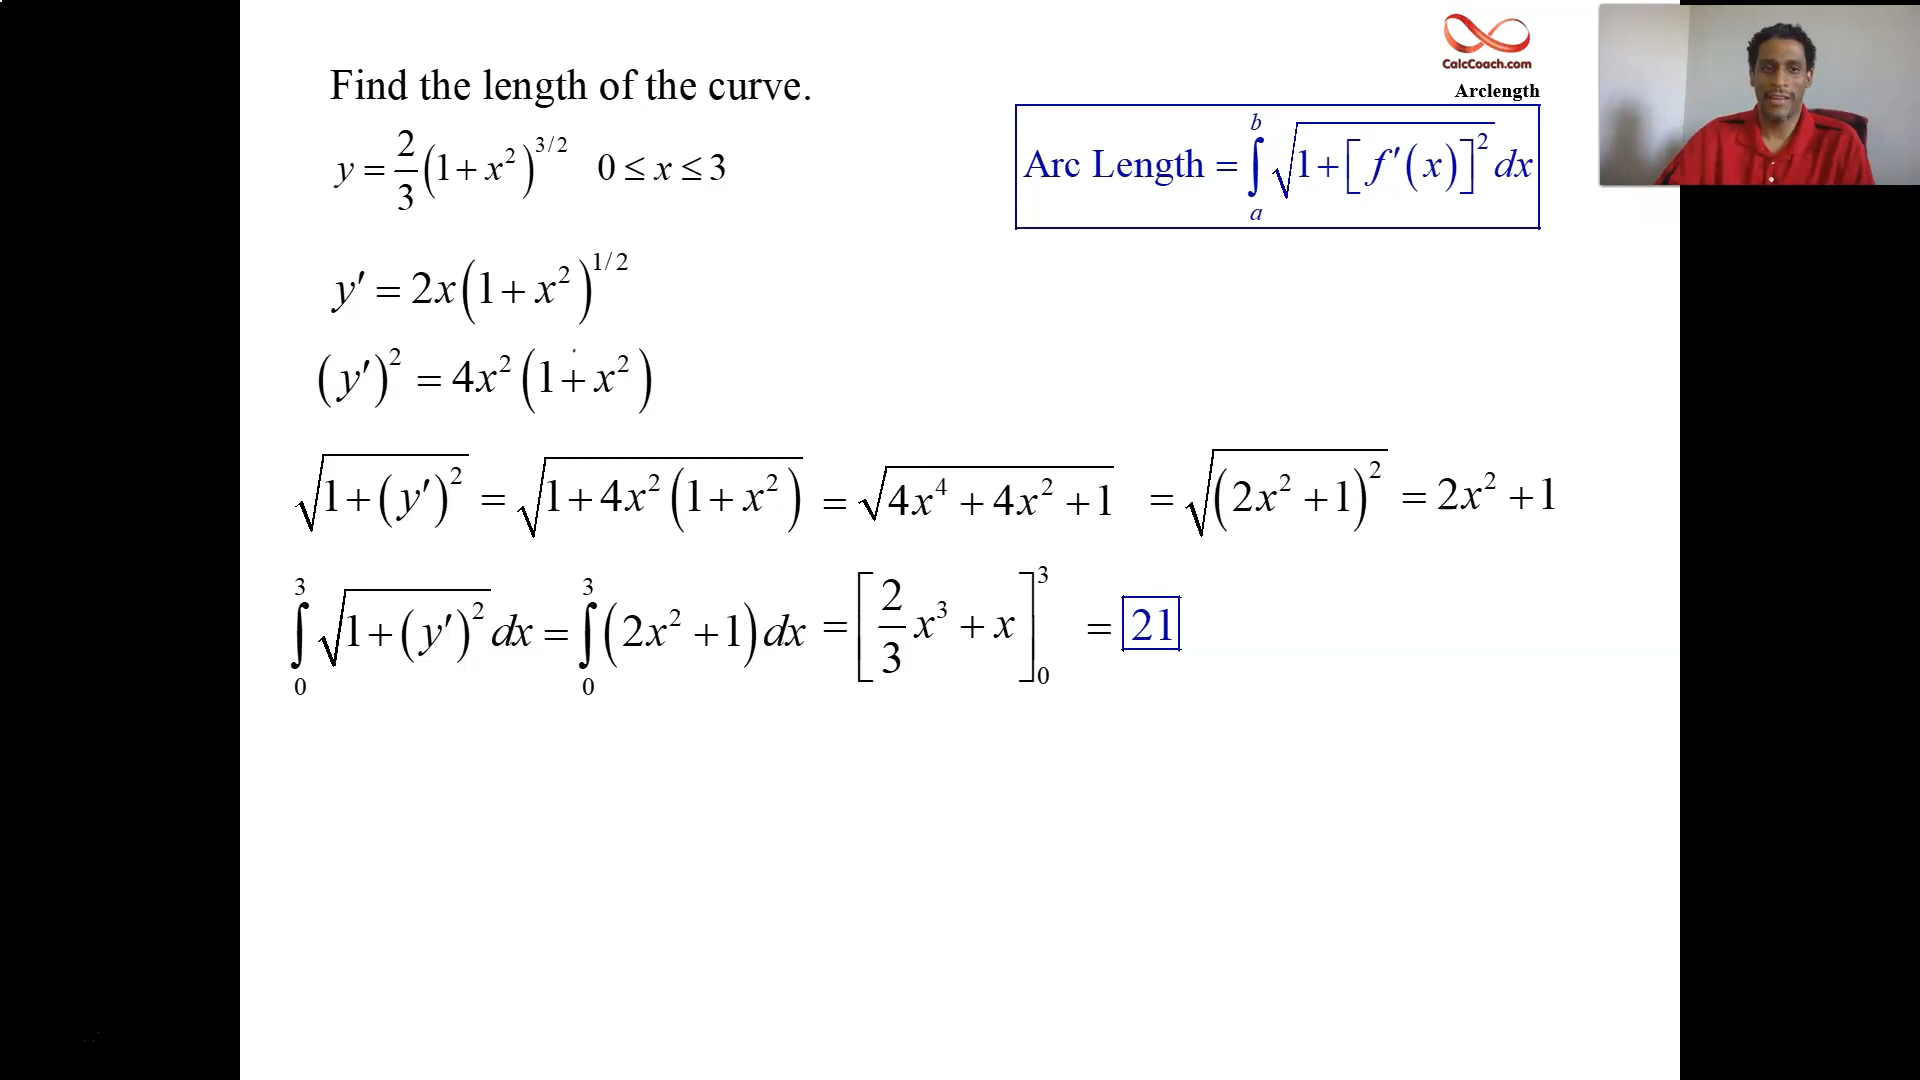 Find the length of the curve.
CalcCoach.com
Arclength
y = 2/3 (1 + x²)^3/2   0 ≤ x ≤ 3
Arc Length = ∫_a^b √(1 + [f′(x)]²) dx
y′ = 2x(1 + x²)^1/2
(y′)² = 4x²(1 + x²)
√(1 + (y′)²) = √(1 + 4x²(1 + x²)) = √(4x⁴ + 4x² + 1) = √((2x² + 1)²) = 2x² + 1
∫_0^3 √(1 + (y′)²) dx = ∫_0^3 (2x² + 1) dx = [2/3 x³ + x]_0^3 = 21